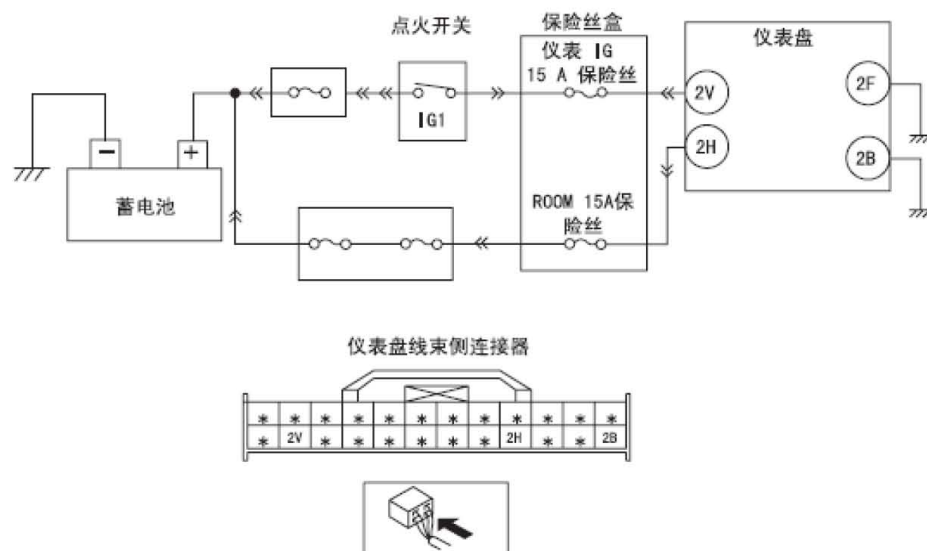 点火开关
保险丝盒
仪表 IG
15 A 保险丝
仪表盘
2V
2F
IG1
2H
2B
− +
蓄电池
ROOM 15A保
险丝
仪表盘线束侧连接器
* * * * * * * * * * * *
* 2V * * * * * * 2H * * 2B